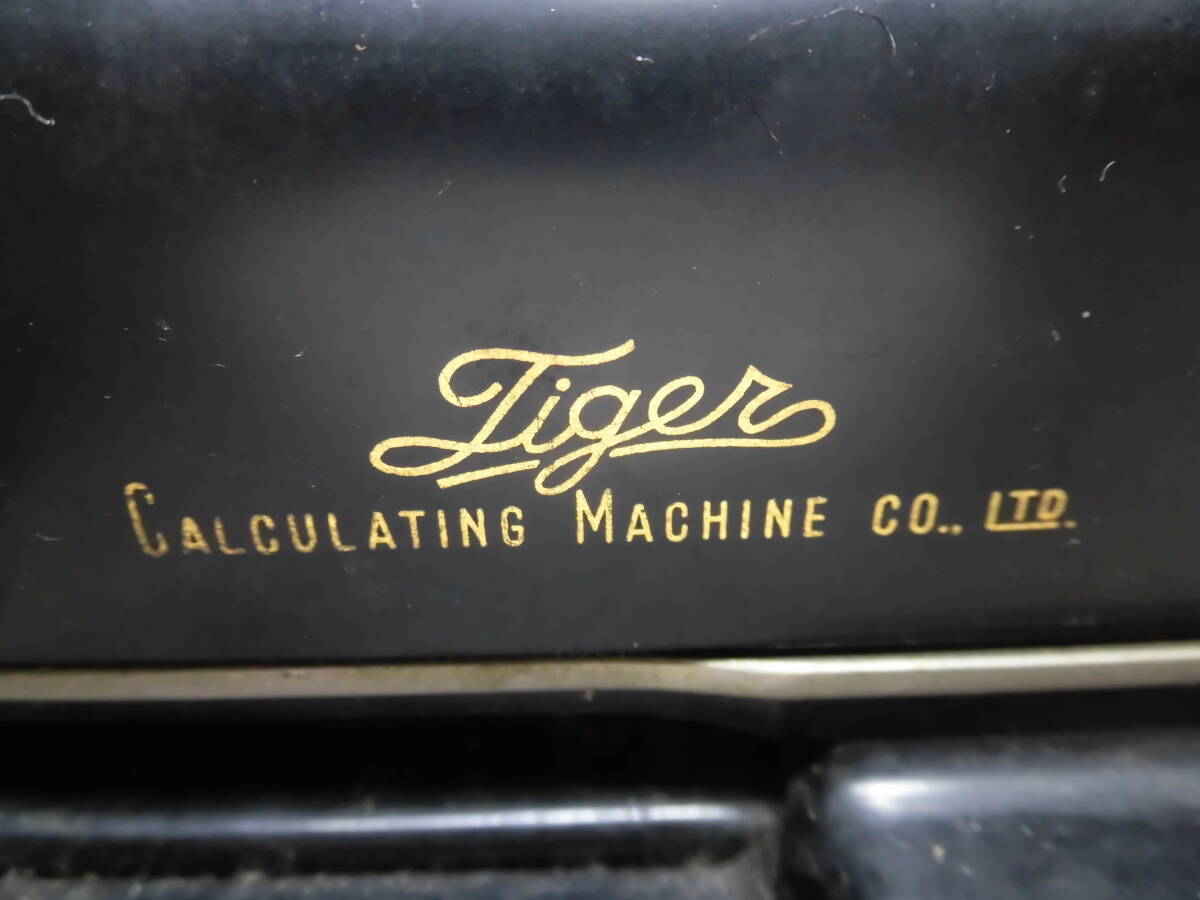 Tiger
CALCULATING MACHINE CO., LTD.